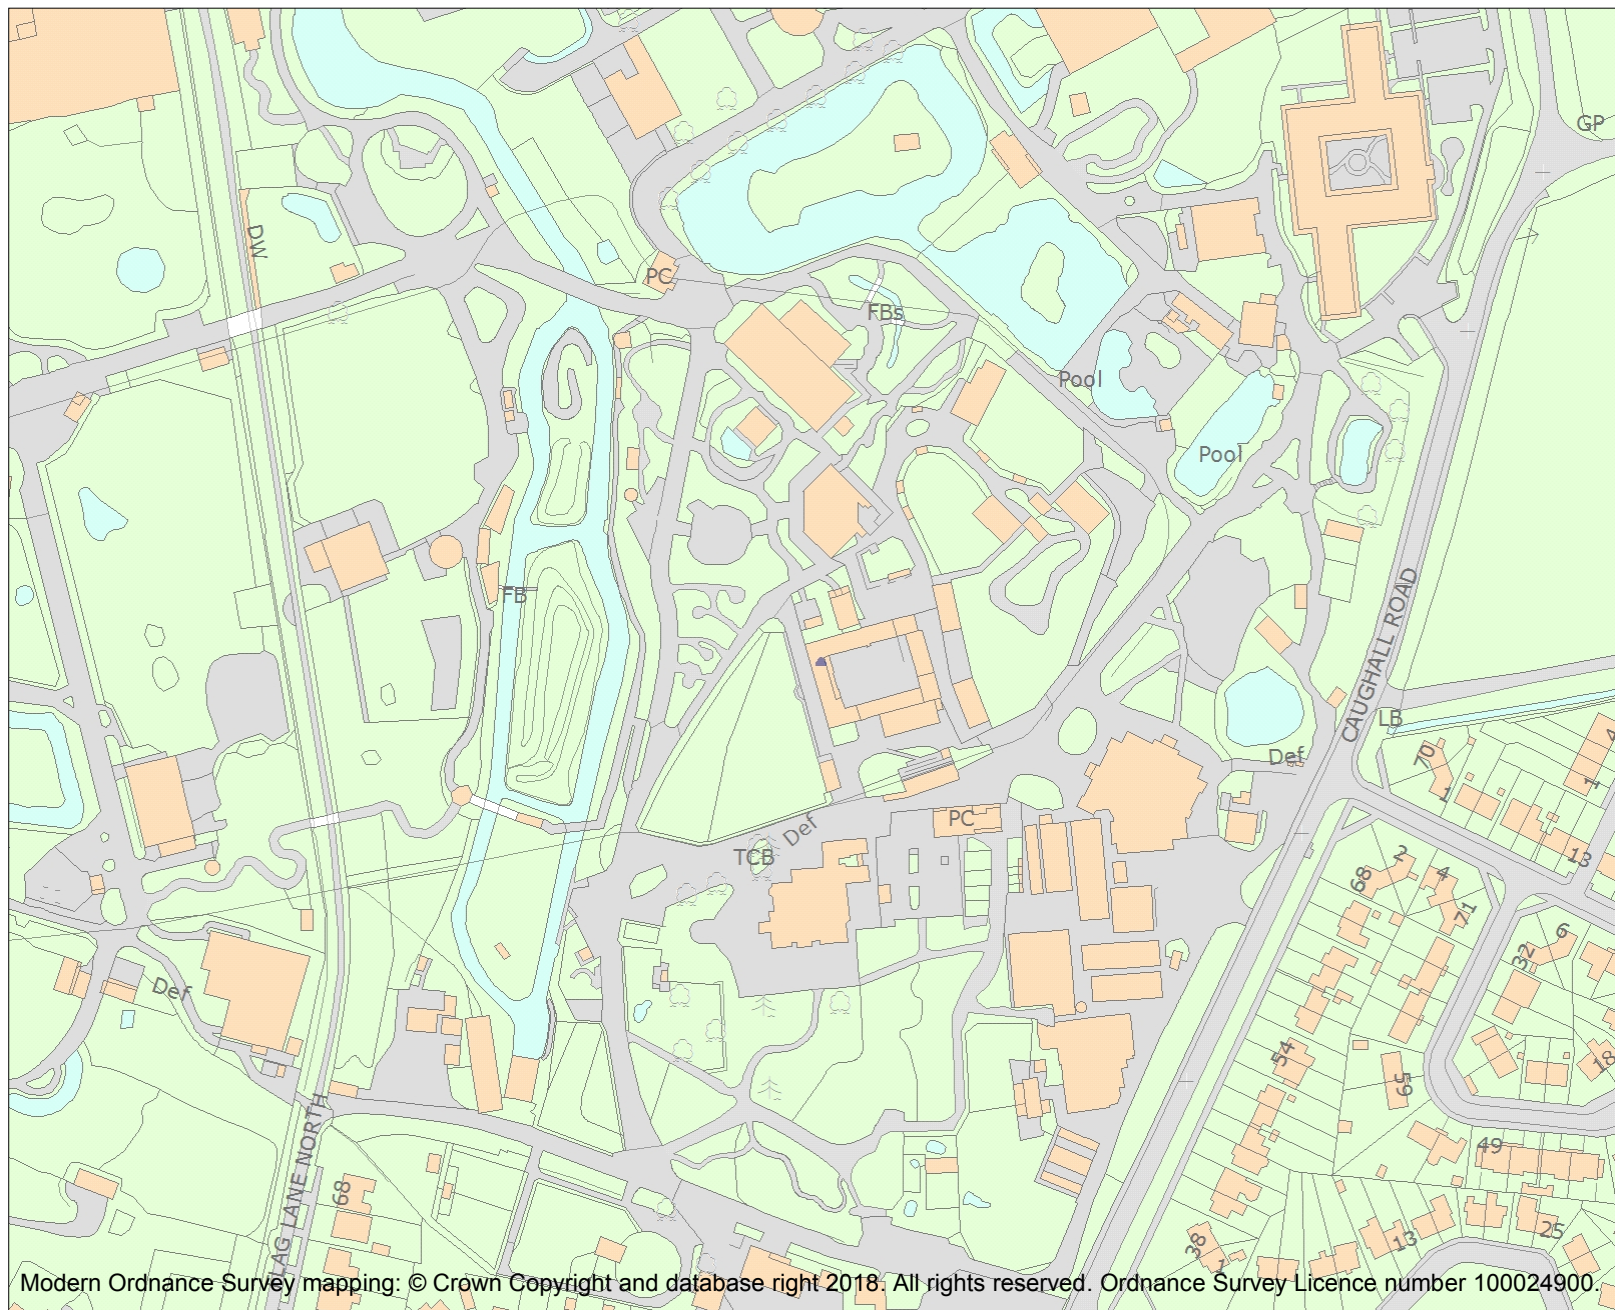 GP
DW
PC
FBs
Pool
Pool
FB
CAUGHALL ROAD
LB
Def
70
1
4
1
PC
Def
TCB
13
2
68
4
71
6
32
Def
54
59
18
49
LAG LANE NORTH
68
25
13
38
1
Modern Ordnance Survey mapping: © Crown Copyright and database right 2018. All rights reserved. Ordnance Survey Licence number 100024900.